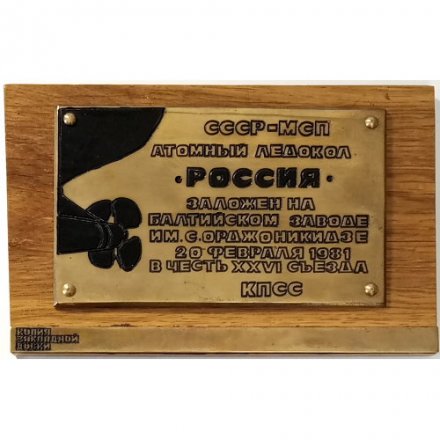 СССР-МСП
АТОМНЫЙ ЛЕДОКОЛ
·РОССИЯ·
ЗАЛОЖЕН НА
БАЛТИЙСКОМ ЗАВОДЕ
ИМ.С.ОРДЖОНИКИДЗЕ
20 ФЕВРАЛЯ 1981
В ЧЕСТЬ XXVI СЪЕЗДА
КПСС
КОПИЯ
ЗАКЛАДНОЙ
ДОСКИ